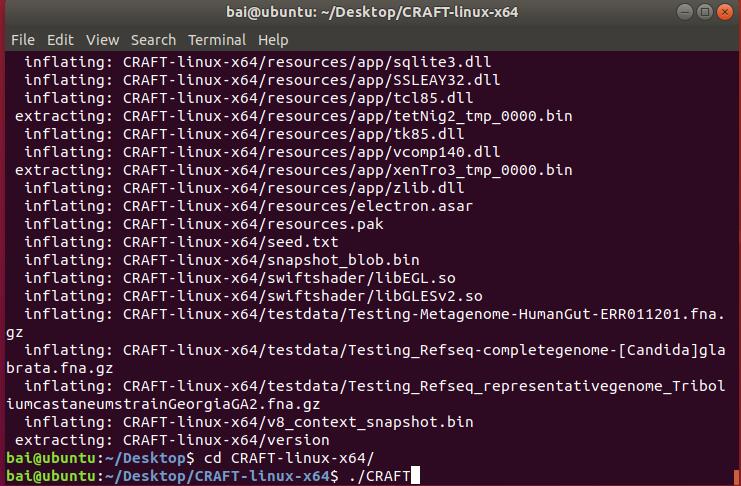 bai@ubuntu: ~/Desktop/CRAFT-linux-x64
File Edit View Search Terminal Help
inflating: CRAFT-linux-x64/resources/app/sqlite3.dll
inflating: CRAFT-linux-x64/resources/app/SSLEAY32.dll
inflating: CRAFT-linux-x64/resources/app/tcl85.dll
extracting: CRAFT-linux-x64/resources/app/tetNig2_tmp_0000.bin
inflating: CRAFT-linux-x64/resources/app/tk85.dll
inflating: CRAFT-linux-x64/resources/app/vcomp140.dll
extracting: CRAFT-linux-x64/resources/app/xenTro3_tmp_0000.bin
inflating: CRAFT-linux-x64/resources/app/zlib.dll
inflating: CRAFT-linux-x64/resources/electron.asar
inflating: CRAFT-linux-x64/resources.pak
inflating: CRAFT-linux-x64/seed.txt
inflating: CRAFT-linux-x64/snapshot_blob.bin
inflating: CRAFT-linux-x64/swiftshader/libEGL.so
inflating: CRAFT-linux-x64/swiftshader/libGLESv2.so
inflating: CRAFT-linux-x64/testdata/Testing-Metagenome-HumanGut-ERR011201.fna.
gz
inflating: CRAFT-linux-x64/testdata/Testing_Refseq-completegenome-[Candida]gla
brata.fna.gz
inflating: CRAFT-linux-x64/testdata/Testing_Refseq_representativegenome_Tribol
iumcastaneumstrainGeorgiaGA2.fna.gz
inflating: CRAFT-linux-x64/v8_context_snapshot.bin
extracting: CRAFT-linux-x64/version
bai@ubuntu:~/Desktop$ cd CRAFT-linux-x64/
bai@ubuntu:~/Desktop/CRAFT-linux-x64$ ./CRAFT